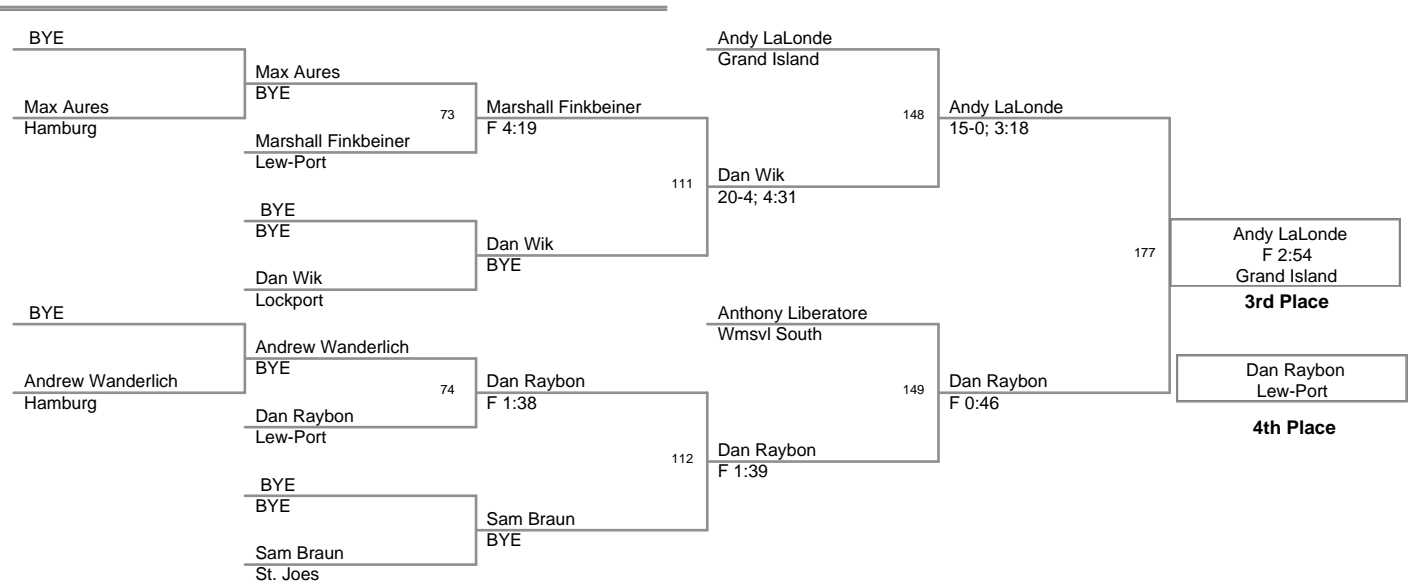 BYE
Max Aures
Hamburg
BYE
Andrew Wanderlich
Hamburg
Max Aures
BYE
73
Marshall Finkbeiner
Lew-Port
BYE
BYE
Dan Wik
Lockport
Andrew Wanderlich
BYE
74
Dan Raybon
Lew-Port
BYE
BYE
Sam Braun
St. Joes
Marshall Finkbeiner
F 4:19
111
Dan Wik
BYE
Dan Raybon
F 1:38
112
Sam Braun
BYE
Andy LaLonde
Grand Island
148
Dan Wik
20-4; 4:31
Anthony Liberatore
Wmsvl South
149
Dan Raybon
F 1:39
Andy LaLonde
15-0; 3:18
177
Dan Raybon
F 0:46
Andy LaLonde
F 2:54
Grand Island
3rd Place
Dan Raybon
Lew-Port
4th Place